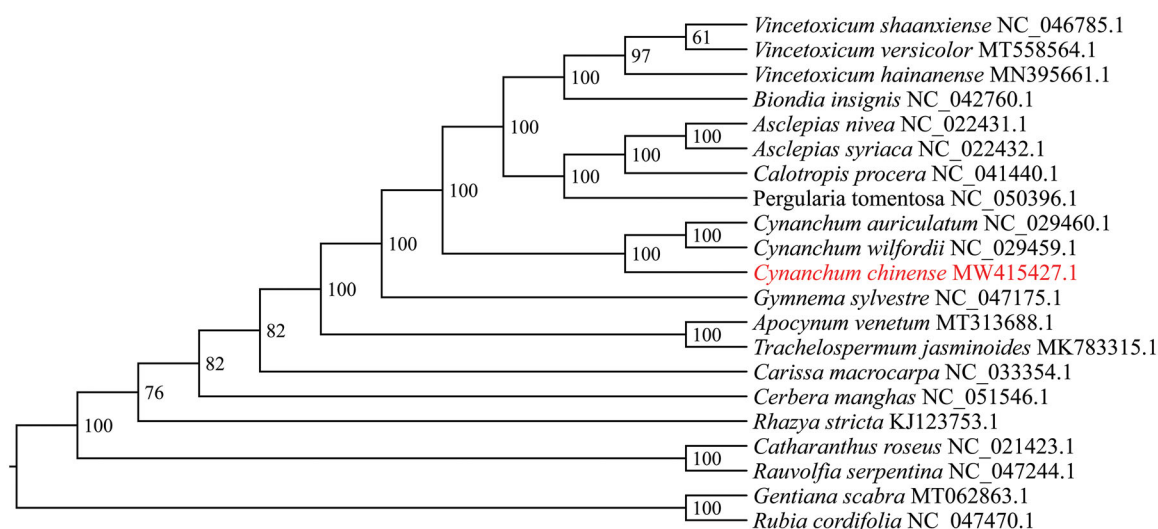 Vincetoxicum shaanxiense NC_046785.1
61
Vincetoxicum versicolor MT558564.1
97
Vincetoxicum hainanense MN395661.1
100
Biondia insignis NC_042760.1
100
Asclepias nivea NC_022431.1
100
Asclepias syriaca NC_022432.1
100
Calotropis procera NC_041440.1
100
Pergularia tomentosa NC_050396.1
100
Cynanchum auriculatum NC_029460.1
100
Cynanchum wilfordii NC_029459.1
100
Cynanchum chinense MW415427.1
100
Gymnema sylvestre NC_047175.1
100
Apocynum venetum MT313688.1
100
Trachelospermum jasminoides MK783315.1
82
Carissa macrocarpa NC_033354.1
82
Cerbera manghas NC_051546.1
76
Rhazya stricta KJ123753.1
100
Catharanthus roseus NC_021423.1
100
Rauvolfia serpentina NC_047244.1
Gentiana scabra MT062863.1
100
Rubia cordifolia NC_047470.1